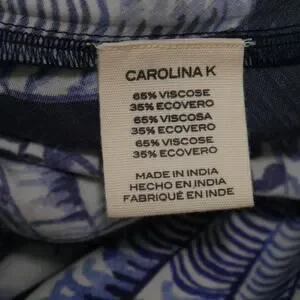 CAROLINA K
65% VISCOSE
35% ECOVERO
65% VISCOSA
35% ECOVERO
65% VISCOSE
35% ECOVERO
MADE IN INDIA
HECHO EN INDIA
FABRIQUÉ EN INDE